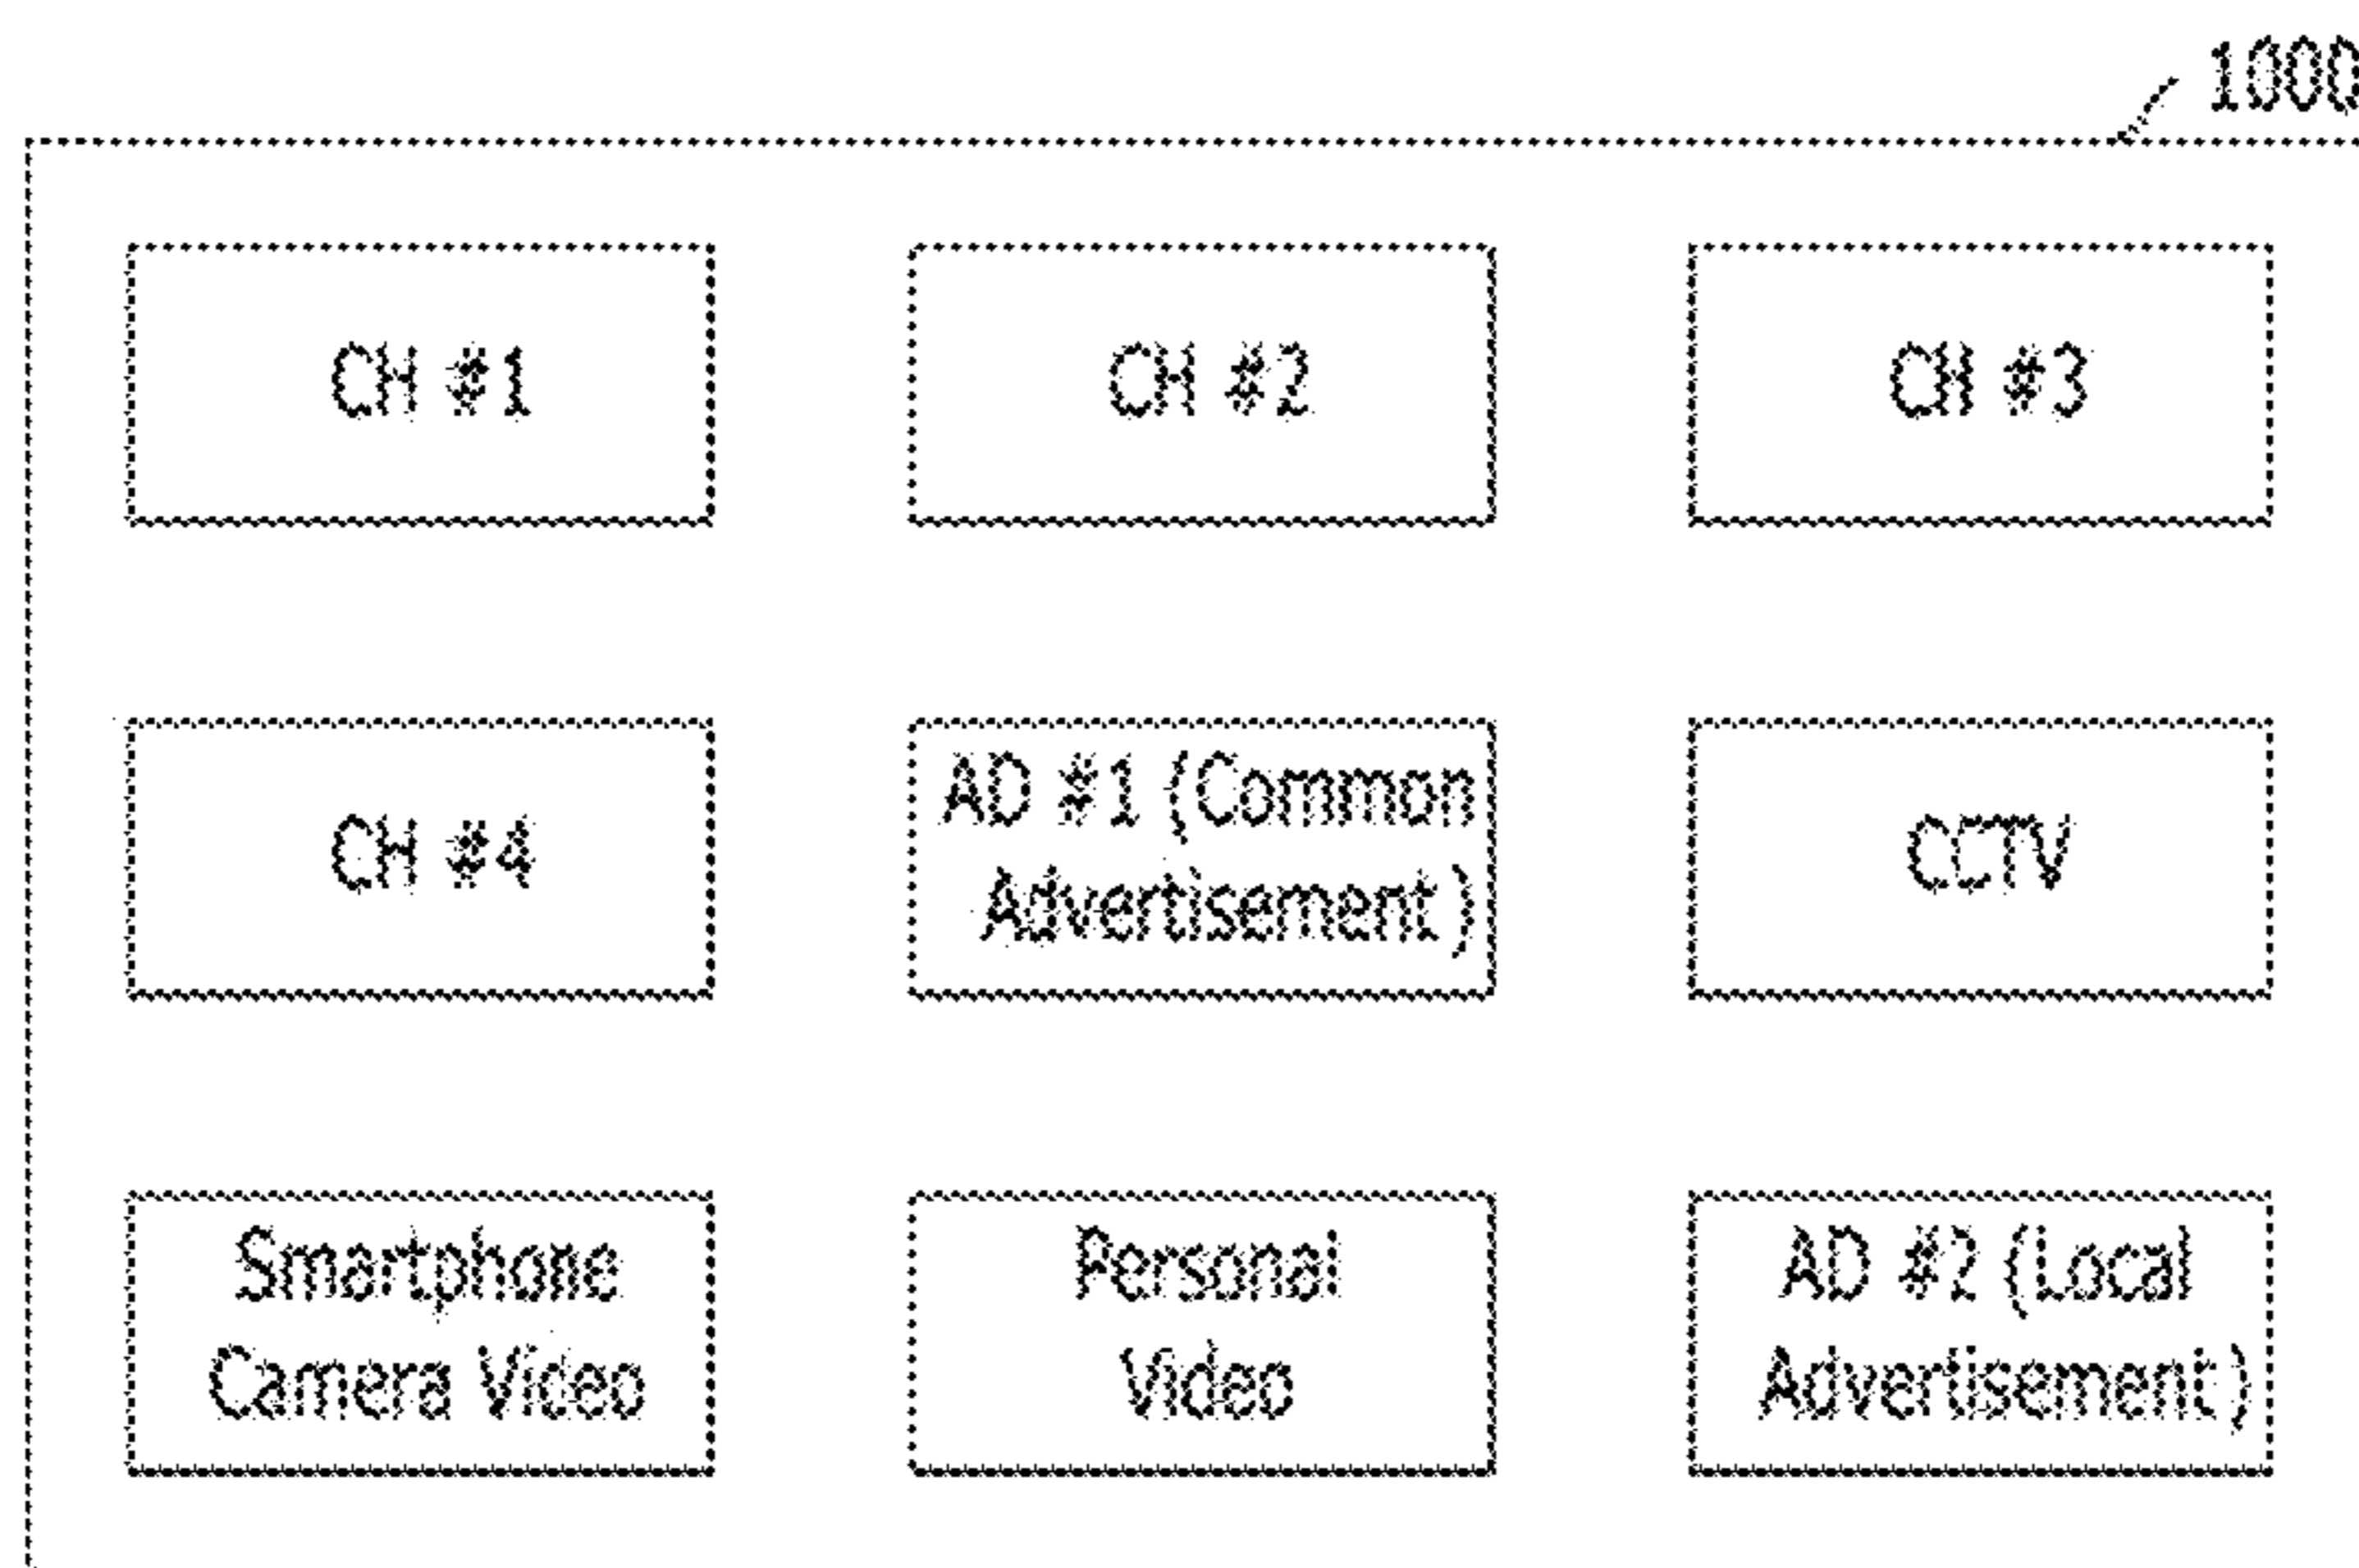 1000
CH #1
CH #2
CH #3
CH #4
AD #1 (Common
Advertisement)
CCTV
Smartphone
Camera Video
Personal
Video
AD #2 (Local
Advertisement)